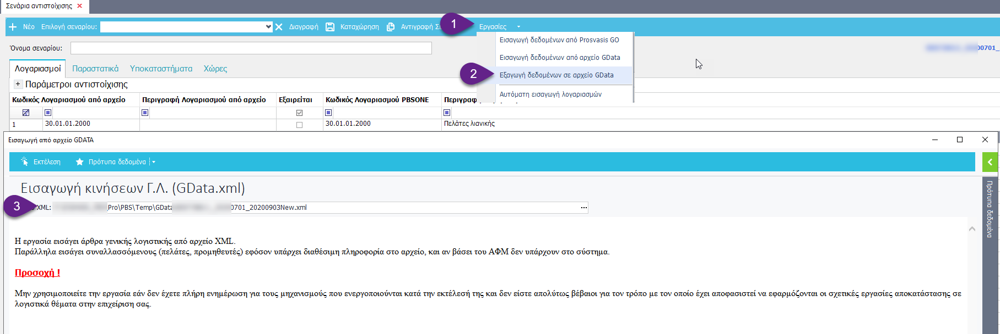 Σενάρια αντιστοίχισης
Νέο Επιλογή σεναρίου: Διαγραφή Καταχώρηση Αντιγραφή 1 Εργασίες
Εισαγωγή δεδομένων από Prosvasis GO
Όνομα σεναρίου: 00701_
Εισαγωγή δεδομένων από αρχείο GData
Λογαριασμοί Παραστατικά Υποκαταστήματα Χώρες
2 Εξαγωγή δεδομένων σε αρχείο GData
+ Παράμετροι αντιστοίχισης
Αυτόματη εισαγωγή λογαριασμών
Κωδικός Λογαριασμού από αρχείο Περιγραφή Λογαριασμού από αρχείο Εξαιρείται Κωδικός Λογαριασμού PBSONE
1 30.01.01.2000 30.01.01.2000 Πελάτες λιανικής
Εισαγωγή από αρχείο GDATA
Εκτέλεση Πρότυπα δεδομένα
Εισαγωγή κινήσεων Γ.Λ. (GData.xml)
3 XML: Pro\PBS\Temp\GData 0701_20200903New.xml ...
Πρότυπα δεδομένα
Η εργασία εισάγει άρθρα γενικής λογιστικής από αρχείο XML.
Παράλληλα εισάγει συναλλασσόμενους (πελάτες, προμηθευτές) εφόσον υπάρχει διαθέσιμη πληροφορία στο αρχείο, και αν βάσει του ΑΦΜ δεν υπάρχουν στο σύστημα.
Προσοχή !
Μην χρησιμοποιείτε την εργασία εάν δεν έχετε πλήρη ενημέρωση για τους μηχανισμούς που ενεργοποιούνται κατά την εκτέλεσή της και δεν είστε απολύτως βέβαιοι για τον τρόπο με τον οποίο έχει αποφασιστεί να εφαρμόζονται οι σχετικές εργασίες αποκατάστασης σε
λογιστικά θέματα στην επιχείριση σας.